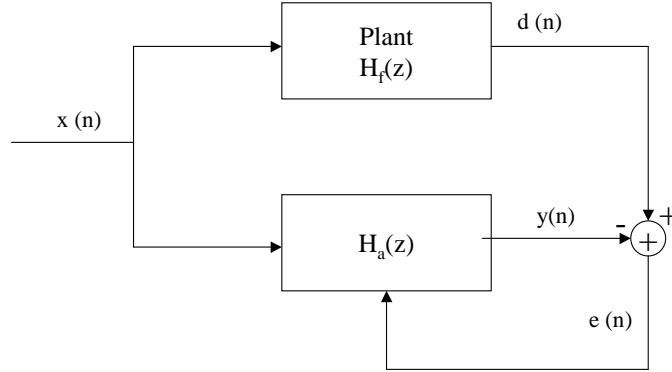 Plant
H_f(z)
d (n)
x (n)
H_a(z)
y(n)
-
+
+
e (n)